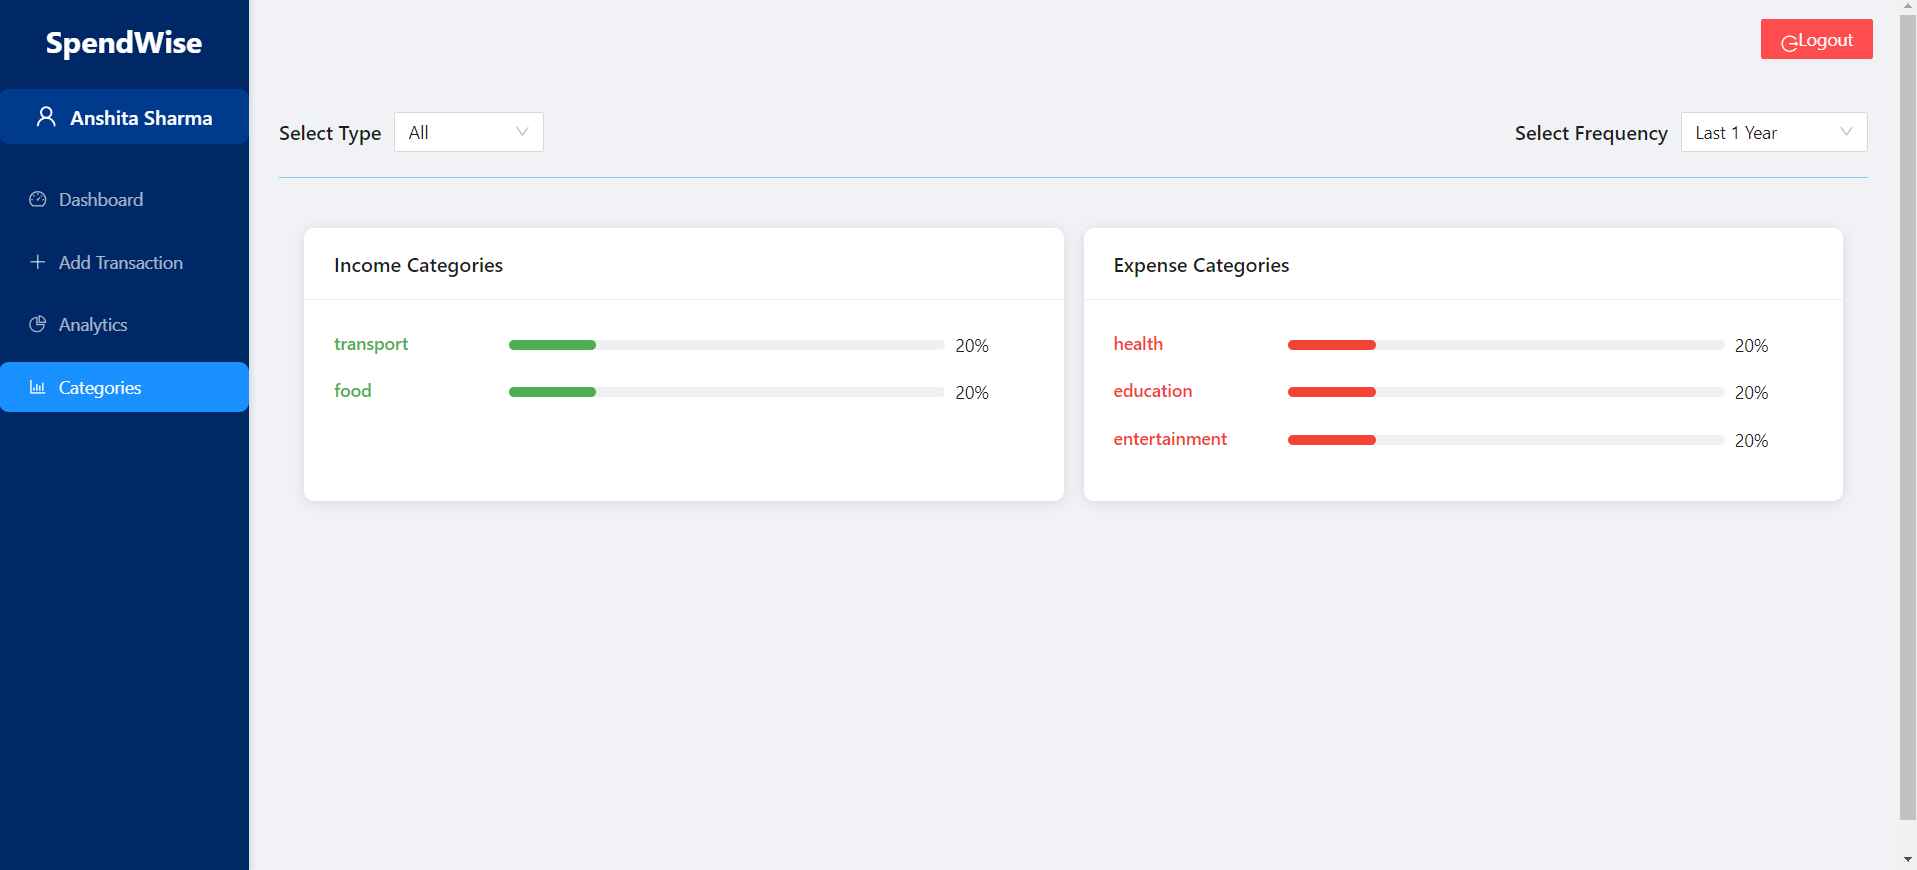 SpendWise
Anshita Sharma
Dashboard
Add Transaction
Analytics
Categories
Logout
Select Type All
Select Frequency Last 1 Year
Income Categories
transport 20%
food 20%
Expense Categories
health 20%
education 20%
entertainment 20%